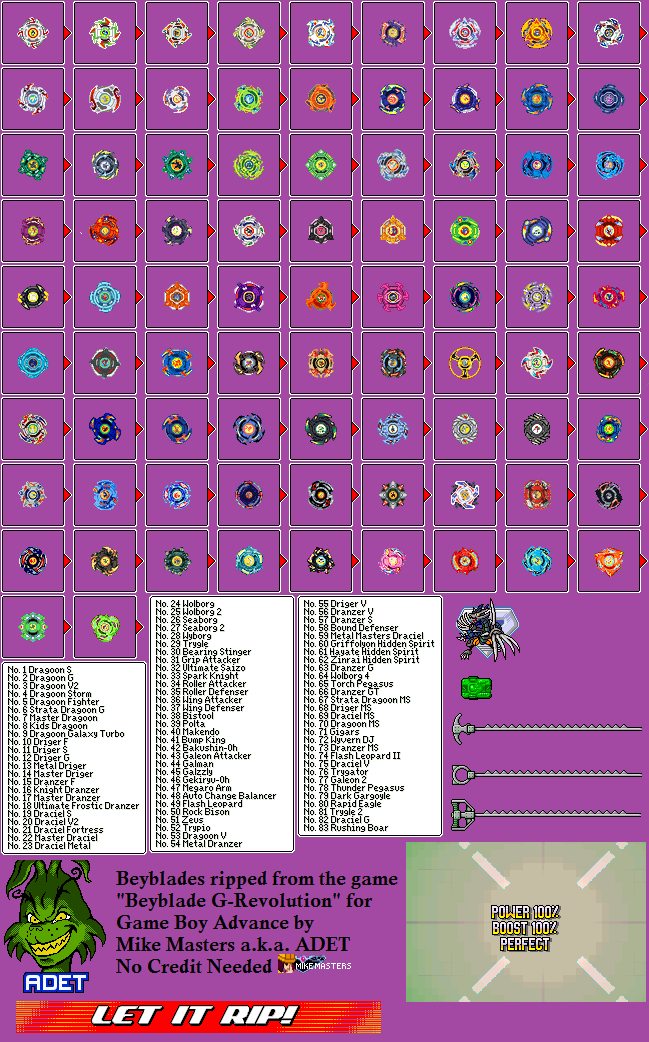 No. 1 Dragoon S
No. 2 Dragoon G
No. 3 Dragoon V2
No. 4 Dragoon Storm
No. 5 Dragoon Fighter
No. 6 Strata Dragoon G
No. 7 Master Dragoon
No. 8 Kids Dragoon
No. 9 Dragoon Galaxy Turbo
No. 10 Driger F
No. 11 Driger S
No. 12 Driger G
No. 13 Metal Driger
No. 14 Master Driger
No. 15 Dranzer F
No. 16 Knight Dranzer
No. 17 Master Dranzer
No. 18 Ultimate Frostic Dranzer
No. 19 Draciel S
No. 20 Draciel V2
No. 21 Draciel Fortress
No. 22 Master Draciel
No. 23 Draciel Metal
No. 24 Wolborg
No. 25 Wolborg 2
No. 26 Seaborg
No. 27 Seaborg 2
No. 28 Wyborg
No. 29 Trygle
No. 30 Bearing Stinger
No. 31 Grip Attacker
No. 32 Ultimate Saizo
No. 33 Spark Knight
No. 34 Roller Attacker
No. 35 Roller Defenser
No. 36 Wing Attacker
No. 37 Wing Defenser
No. 38 Bistool
No. 39 Polta
No. 40 Makendo
No. 41 Bump King
No. 42 Bakushin-Oh
No. 43 Galeon Attacker
No. 44 Galman
No. 45 Galzzly
No. 46 Gekiryu-Oh
No. 47 Megaro Arm
No. 48 Auto Change Balancer
No. 49 Flash Leopard
No. 50 Rock Bison
No. 51 Zeus
No. 52 Trypio
No. 53 Dragoon V
No. 54 Metal Dranzer
No. 55 Driger V
No. 56 Dranzer V
No. 57 Dranzer S
No. 58 Bound Defenser
No. 59 Metal Masters Draciel
No. 60 Griffolyon Hidden Spirit
No. 61 Hayate Hidden Spirit
No. 62 Zinrai Hidden Spirit
No. 63 Dranzer G
No. 64 Wolborg 4
No. 65 Torch Pegasus
No. 66 Dranzer GT
No. 67 Strata Dragoon MS
No. 68 Driger MS
No. 69 Draciel MS
No. 70 Dragoon MS
No. 71 Gigars
No. 72 Wyvern DJ
No. 73 Dranzer MS
No. 74 Flash Leopard II
No. 75 Draciel V
No. 76 Trygator
No. 77 Galeon 2
No. 78 Thunder Pegasus
No. 79 Dark Gargoyle
No. 80 Rapid Eagle
No. 81 Trygle 2
No. 82 Draciel G
No. 83 Rushing Boar
ADET
Beyblades ripped from the game
"Beyblade G-Revolution" for
Game Boy Advance by
Mike Masters a.k.a. ADET
No Credit Needed
MIKE MASTERS
POWER 100%
BOOST 100%
PERFECT
LET IT RIP!